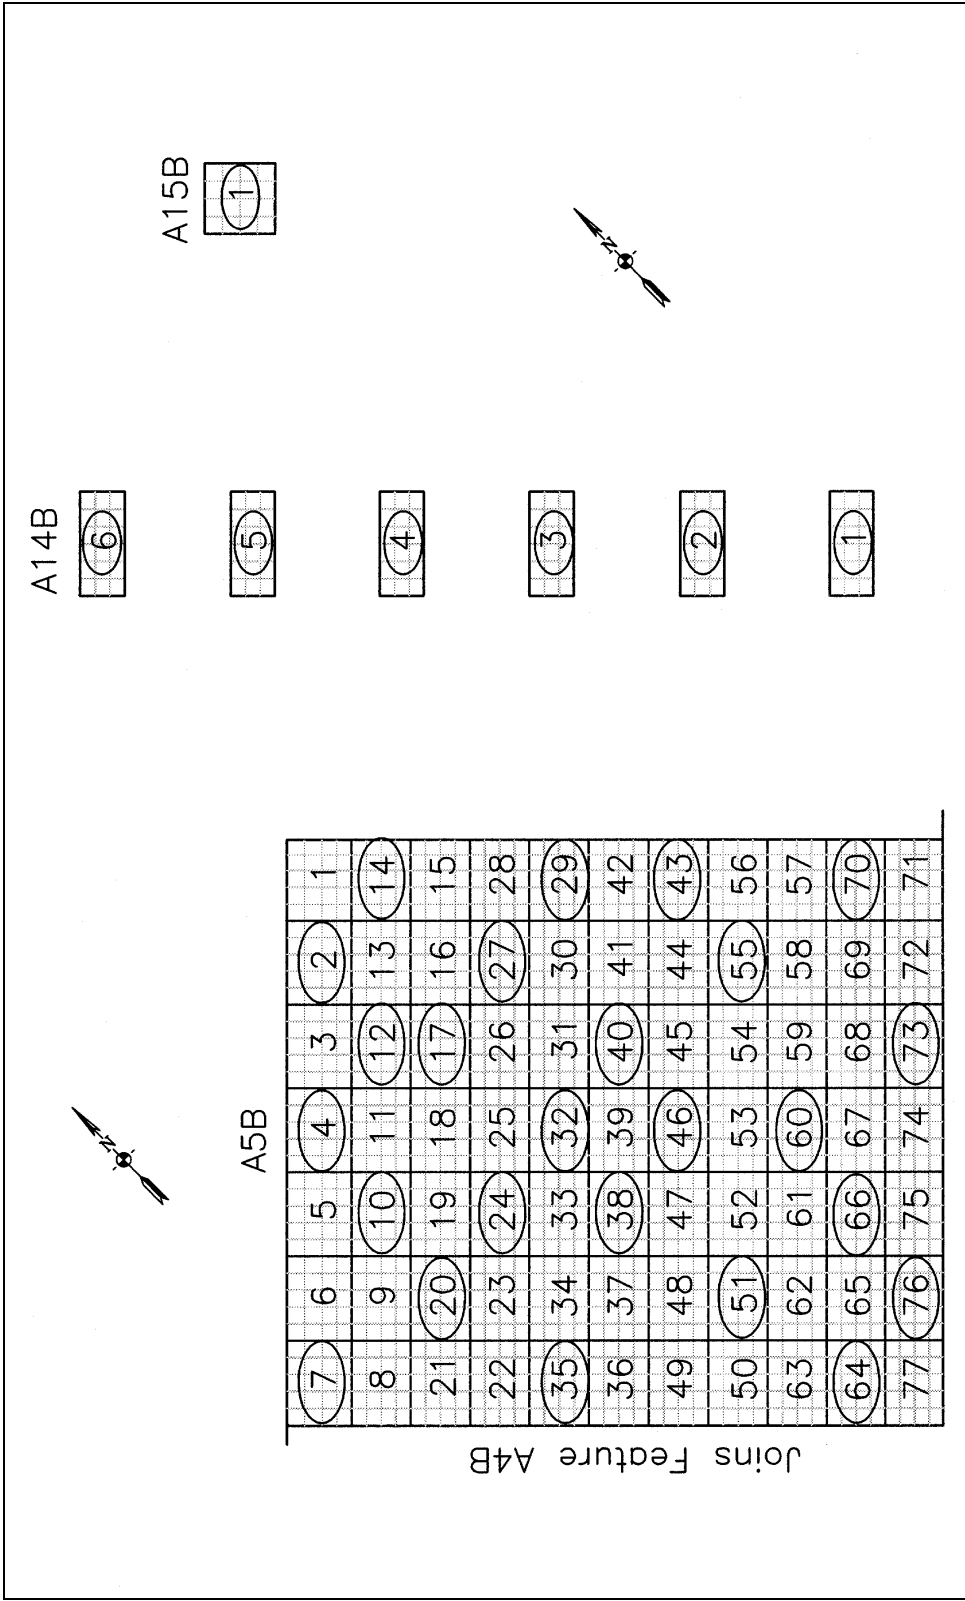 A15B
1
N
A14B
6
5
4
3
2
1
N
A5B
7 6 5 4 3 2 1
8 9 10 11 12 13 14
21 20 19 18 17 16 15
22 23 24 25 26 27 28
35 34 33 32 31 30 29
36 37 38 39 40 41 42
49 48 47 46 45 44 43
50 51 52 53 54 55 56
63 62 61 60 59 58 57
64 65 66 67 68 69 70
77 76 75 74 73 72 71
Joins Feature A4B